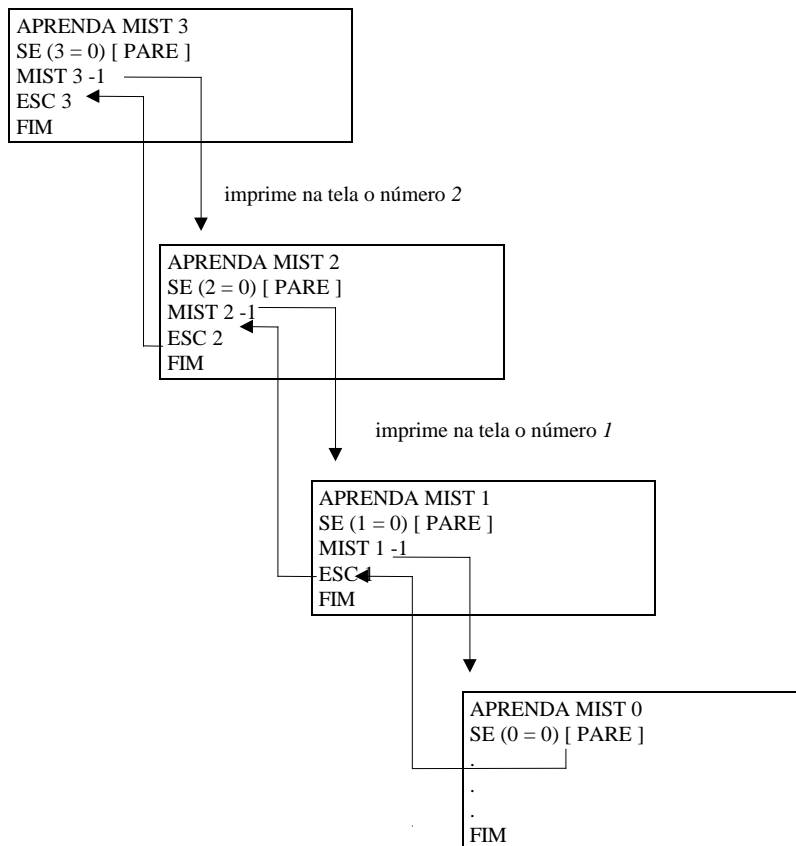 APRENDA MIST 3
SE (3 = 0) [ PARE ]
MIST 3 -1
ESC 3
FIM
imprime na tela o número 2
APRENDA MIST 2
SE (2 = 0) [ PARE ]
MIST 2 -1
ESC 2
FIM
imprime na tela o número 1
APRENDA MIST 1
SE (1 = 0) [ PARE ]
MIST 1 -1
ESC 1
FIM
APRENDA MIST 0
SE (0 = 0) [ PARE ]
.
.
.
FIM